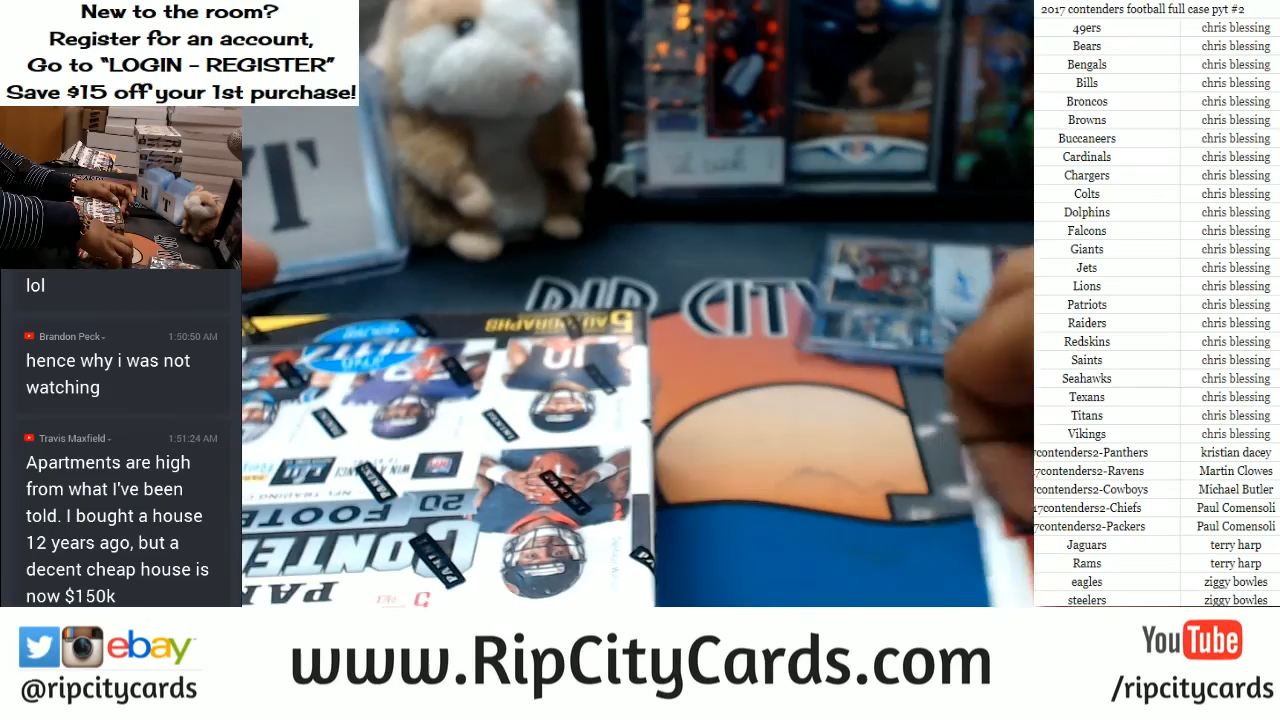 New to the room?
Register for an account,
Go to “LOGIN - REGISTER”
Save $15 off your 1st purchase!
lol
Brandon Peck - 1:50:50 AM
hence why i was not
watching
Travis Maxfield - 1:51:24 AM
Apartments are high
from what I've been
told. I bought a house
12 years ago, but a
decent cheap house is
now $150k
T
R T
RIP CITY
5 AUTOGRAPHS
CONTE
PANINI
2017 contenders football full case pyt #2
49ers chris blessing
Bears chris blessing
Bengals chris blessing
Bills chris blessing
Broncos chris blessing
Browns chris blessing
Buccaneers chris blessing
Cardinals chris blessing
Chargers chris blessing
Colts chris blessing
Dolphins chris blessing
Falcons chris blessing
Giants chris blessing
Jets chris blessing
Lions chris blessing
Patriots chris blessing
Raiders chris blessing
Redskins chris blessing
Saints chris blessing
Seahawks chris blessing
Texans chris blessing
Titans chris blessing
Vikings chris blessing
contenders2-Panthers kristan dacey
7contenders2-Ravens Martin Clowes
contenders2-Cowboys Michael Butler
17contenders2-Chiefs Paul Comensoli
7contenders2-Packers Paul Comensoli
Jaguars terry harp
Rams terry harp
eagles ziggy bowles
steelers ziggy bowles
ebay
@ripcitycards
www.RipCityCards.com
YouTube
/ripcitycards